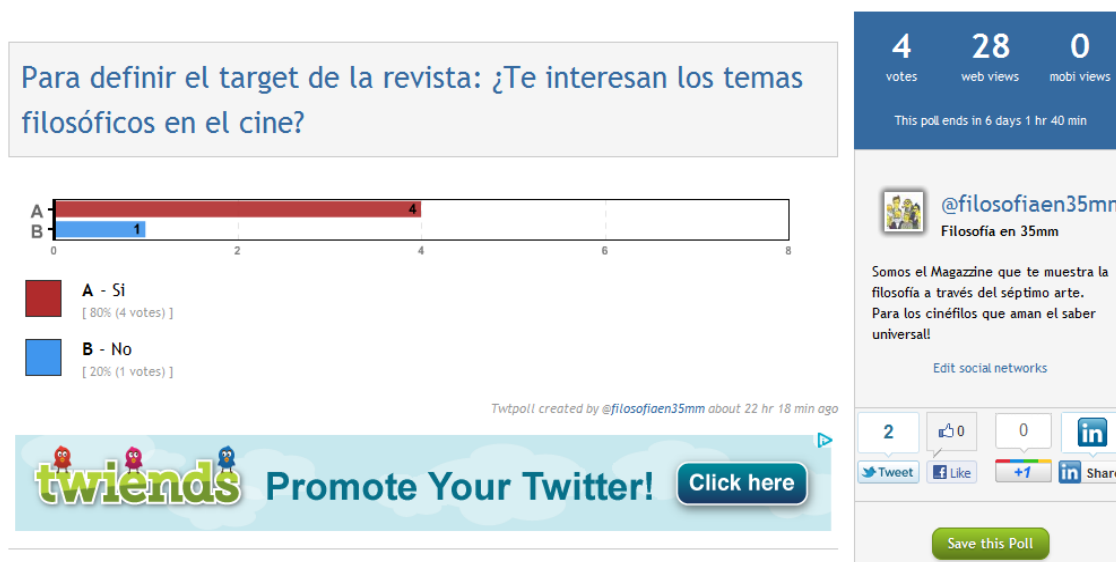 Para definir el target de la revista: ¿Te interesan los temas
filosóficos en el cine?
A
4
B
1
0 2 4 6 8
A - Si
[ 80% (4 votes) ]
B - No
[ 20% (1 votes) ]
Twtpoll created by @filosofiaen35mm about 22 hr 18 min ago
twiends Promote Your Twitter! Click here
4 28 0
votes web views mobi views
This poll ends in 6 days 1 hr 40 min
@filosofiaen35mm
Filosofía en 35mm
Somos el Magazzine que te muestra la
filosofía a través del séptimo arte.
Para los cinéfilos que aman el saber
universal!
Edit social networks
2 0 0 in
Tweet Like +1 in Share
Save this Poll